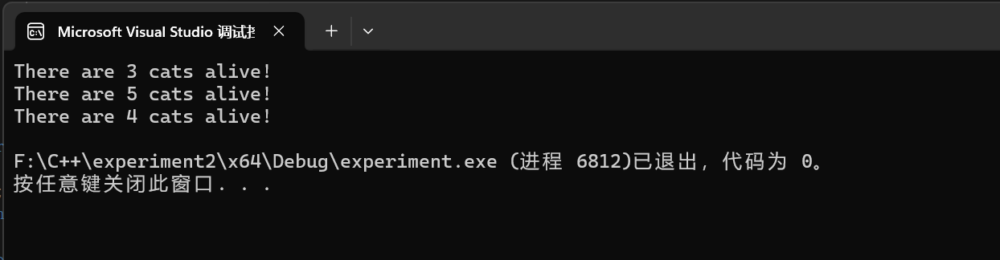 Microsoft Visual Studio 调试
There are 3 cats alive!
There are 5 cats alive!
There are 4 cats alive!
F:\C++\experiment2\x64\Debug\experiment.exe (进程 6812)已退出，代码为 0。
按任意键关闭此窗口. . .